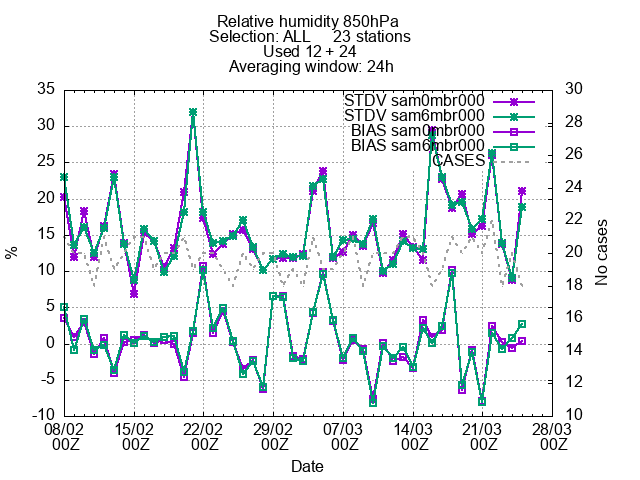 Relative humidity 850hPa
Selection: ALL 23 stations
Used 12 + 24
Averaging window: 24h
35 30
30 28
25 26
20 24
15 22
10 20
5 18
0 16
-5 14
-10 12
10
%
No cases
STDV sam0mbr000
STDV sam6mbr000
BIAS sam0mbr000
BIAS sam6mbr000
CASES
08/02 15/02 22/02 29/02 07/03 14/03 21/03 28/03
00Z 00Z 00Z 00Z 00Z 00Z 00Z 00Z
Date